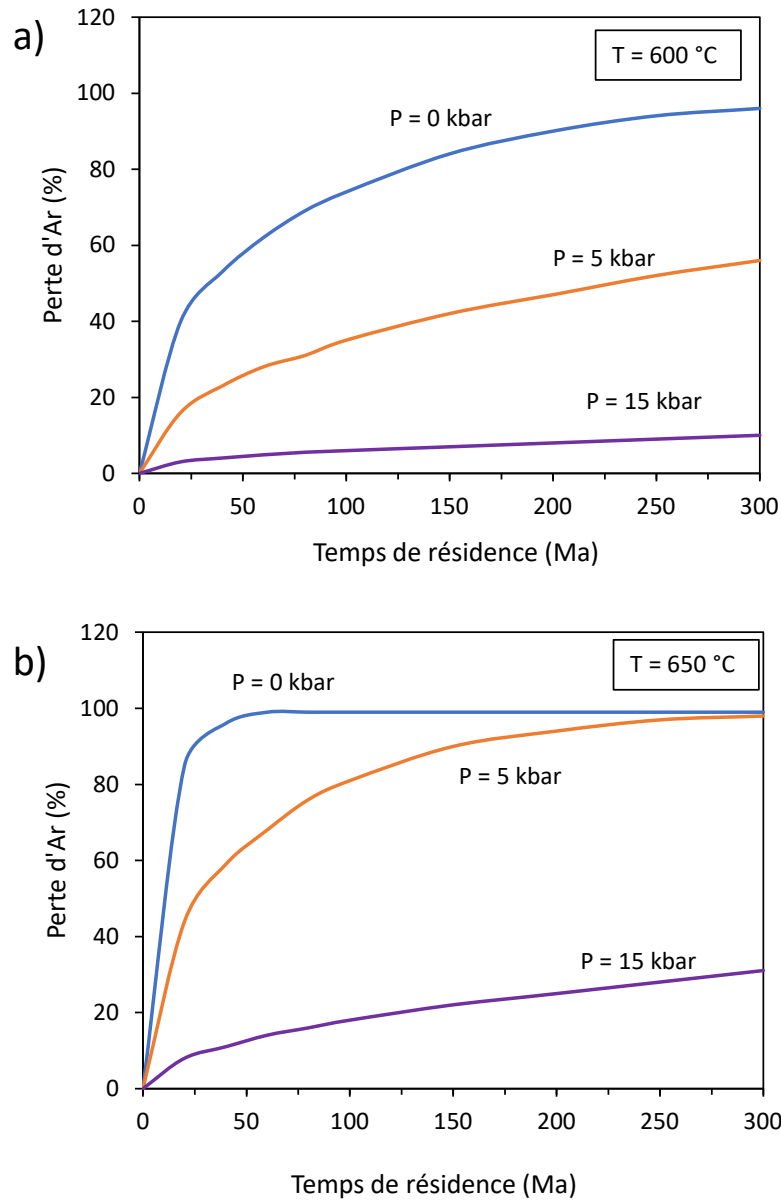 a)
120
100
80
60
40
20
0
Perte d'Ar (%)
T = 600 °C
P = 0 kbar
P = 5 kbar
P = 15 kbar
0 50 100 150 200 250 300
Temps de résidence (Ma)
b)
120
100
80
60
40
20
0
Perte d'Ar (%)
T = 650 °C
P = 0 kbar
P = 5 kbar
P = 15 kbar
0 50 100 150 200 250 300
Temps de résidence (Ma)